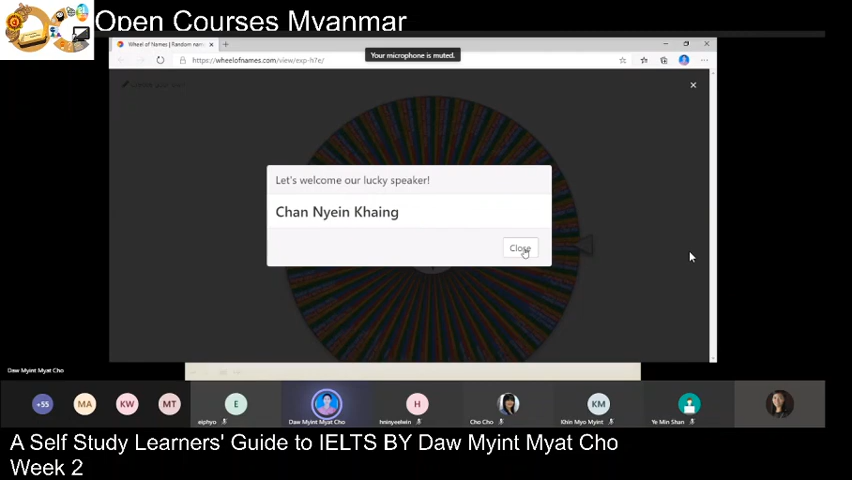 Open Courses Myanmar
Wheel of Names | Random nam
https://wheelofnames.com/view/exp-h7e/
Your microphone is muted.
Let's welcome our lucky speaker!
Chan Nyein Khaing
Close
Daw Myint Myat Cho
+55
MA
KW
MT
E
H
KM
eiphyo
Daw Myint Myat Cho
hninyeelwin
Cho Cho
Khin Myo Myint
Ye Min Shan
A Self Study Learners' Guide to IELTS BY Daw Myint Myat Cho
Week 2